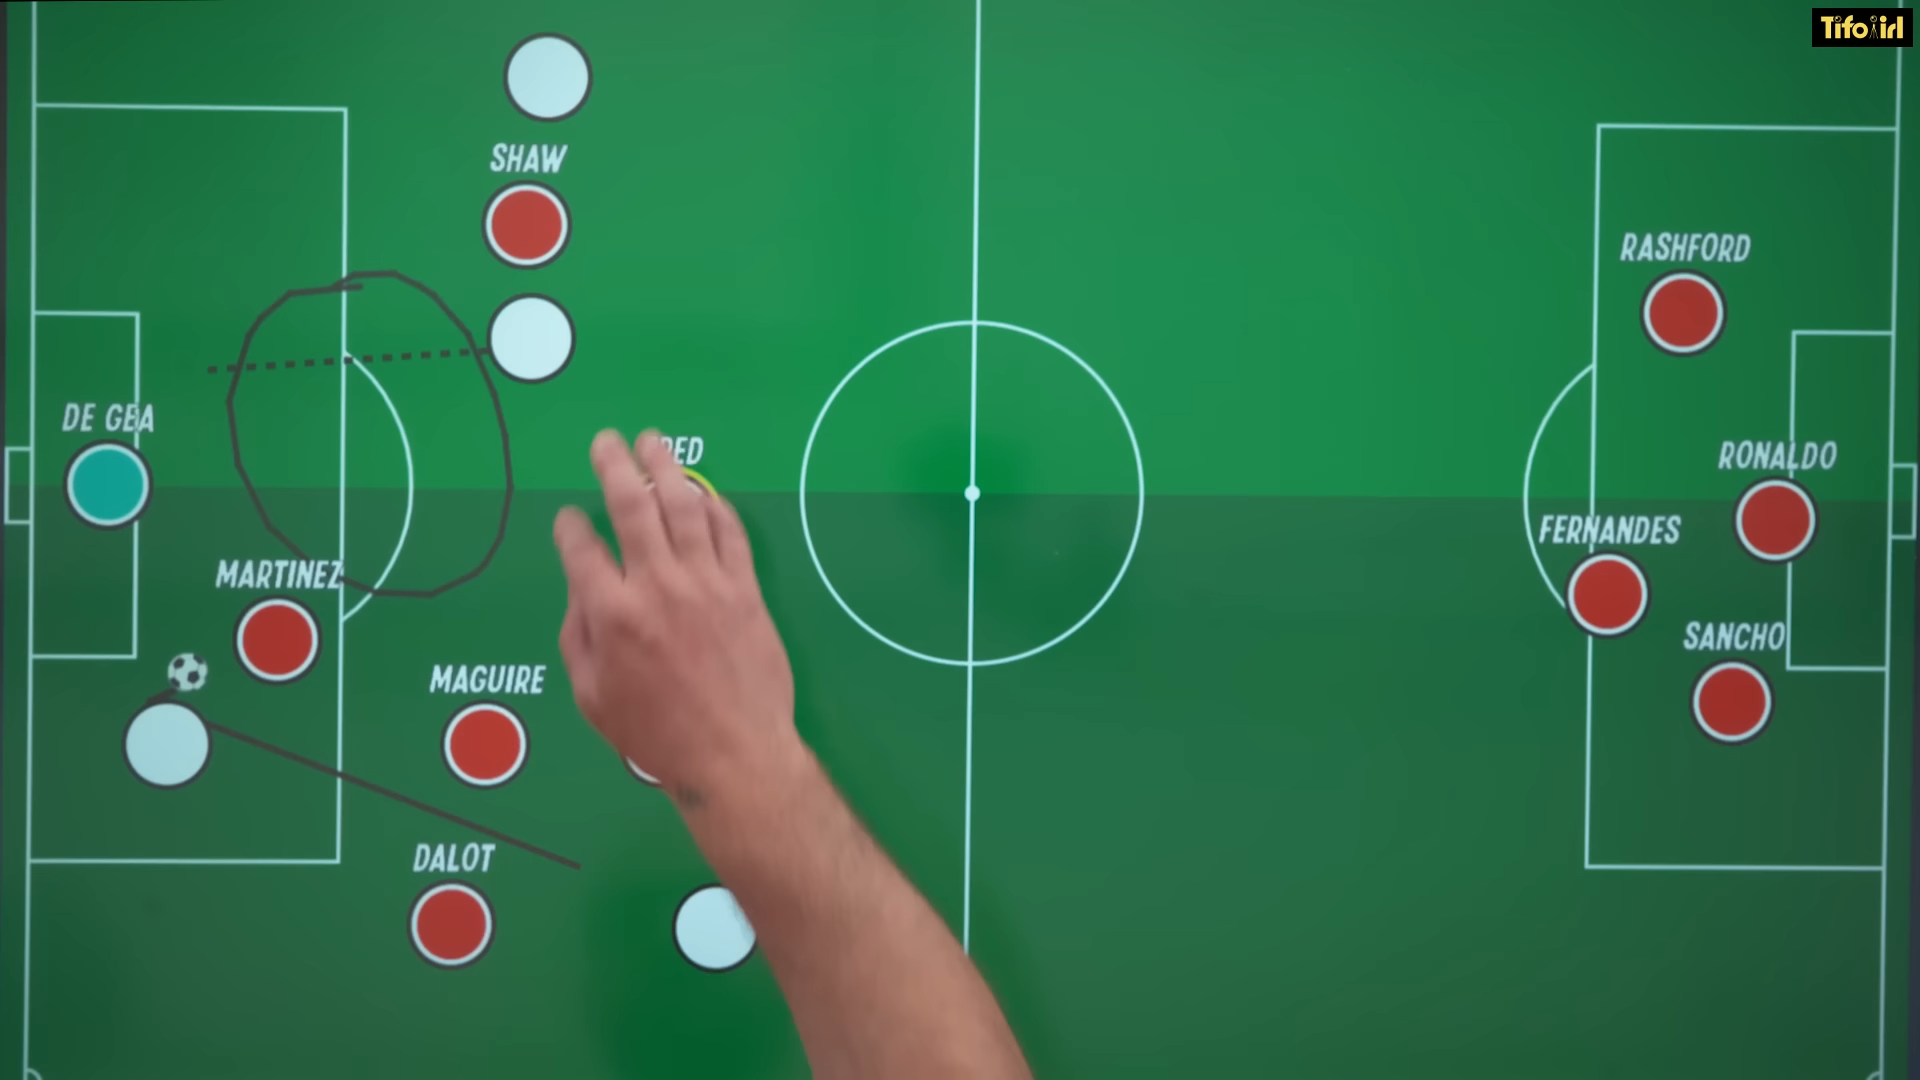 Tifo irl
SHAW
RASHFORD
DE GEA
RONALDO
FERNANDES
MARTINEZ
SANCHO
MAGUIRE
DALOT